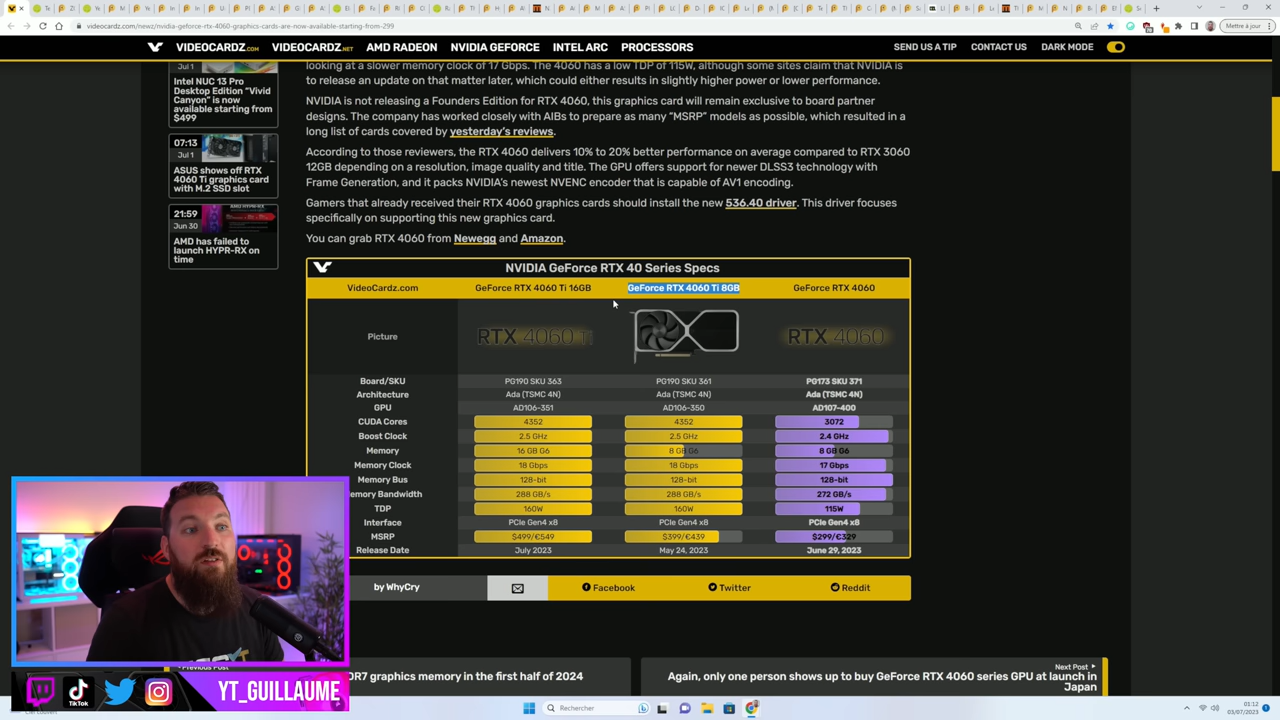 videocardz.com/newz/nvidia-geforce-rtx-4060-graphics-cards-are-now-available-starting-from-299
Mettre à jour
VIDEOCARDZ.COM VIDEOCARDZ.NET AMD RADEON NVIDIA GEFORCE INTEL ARC PROCESSORS SEND US A TIP CONTACT US DARK MODE
Jul 1
Intel NUC 13 Pro
Desktop Edition "Vivid
Canyon" is now
available starting from
$499
07:13
Jul 1
ASUS shows off RTX
4060 Ti graphics card
with M.2 SSD slot
21:59
Jun 30
AMD has failed to
launch HYPR-RX on
time
looking at a slower memory clock of 17 Gbps. The 4060 has a low TDP of 115W, although some sites claim that NVIDIA is
to release an update on that matter later, which could either results in slightly higher power or lower performance.
NVIDIA is not releasing a Founders Edition for RTX 4060, this graphics card will remain exclusive to board partner
designs. The company has worked closely with AIBs to prepare as many "MSRP" models as possible, which resulted in a
long list of cards covered by yesterday's reviews.
According to those reviewers, the RTX 4060 delivers 10% to 20% better performance on average compared to RTX 3060
12GB depending on a resolution, image quality and title. The GPU offers support for newer DLSS3 technology with
Frame Generation, and it packs NVIDIA's newest NVENC encoder that is capable of AV1 encoding.
Gamers that already received their RTX 4060 graphics cards should install the new 536.40 driver. This driver focuses
specifically on supporting this new graphics card.
You can grab RTX 4060 from Newegg and Amazon.
NVIDIA GeForce RTX 40 Series Specs
VideoCardz.com GeForce RTX 4060 Ti 16GB GeForce RTX 4060 Ti 8GB GeForce RTX 4060
Picture RTX 4060 Ti RTX 4060
Board/SKU PG190 SKU 363 PG190 SKU 361 PG173 SKU 371
Architecture Ada (TSMC 4N) Ada (TSMC 4N) Ada (TSMC 4N)
GPU AD106-351 AD106-350 AD107-400
CUDA Cores 4352 4352 3072
Boost Clock 2.5 GHz 2.5 GHz 2.4 GHz
Memory 16 GB G6 8 GB G6 8 GB G6
Memory Clock 18 Gbps 18 Gbps 17 Gbps
Memory Bus 128-bit 128-bit 128-bit
emory Bandwidth 288 GB/s 288 GB/s 272 GB/s
TDP 160W 160W 115W
Interface PCIe Gen4 x8 PCIe Gen4 x8 PCIe Gen4 x8
MSRP $499/€549 $399/€439 $299/€329
Release Date July 2023 May 24, 2023 June 29, 2023
by WhyCry Facebook Twitter Reddit
Previous Post
DR7 graphics memory in the first half of 2024
Next Post
Again, only one person shows up to buy GeForce RTX 4060 series GPU at launch in
Japan
TikTok
YT_GUILLAUME
Rechercher
01:12
03/07/2023